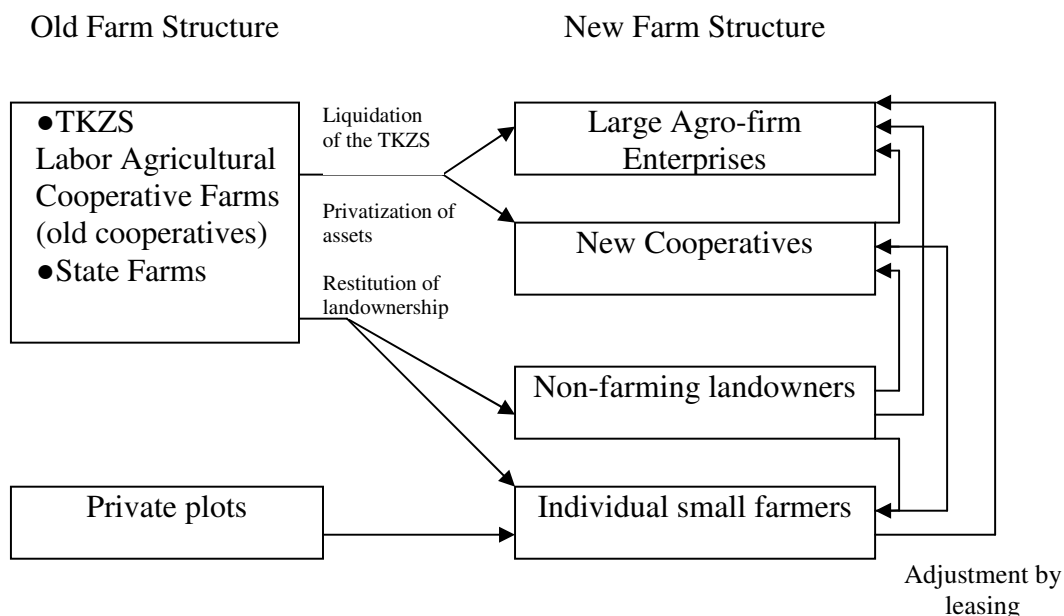 Old Farm Structure
New Farm Structure
●TKZS
Labor Agricultural
Cooperative Farms
(old cooperatives)
●State Farms
Liquidation
of the TKZS
Privatization of
assets
Restitution of
landownership
Large Agro-firm
Enterprises
New Cooperatives
Non-farming landowners
Private plots
Individual small farmers
Adjustment by
leasing